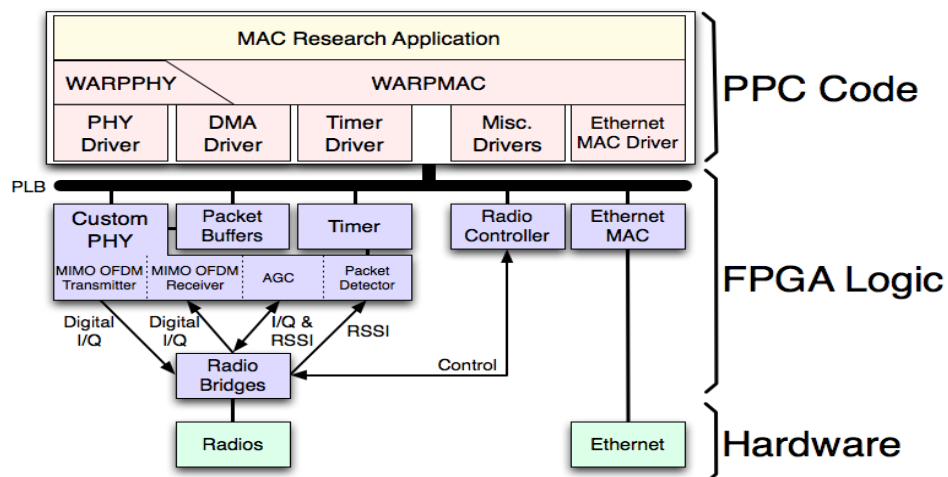 MAC Research Application
WARPPHY
WARPMAC
PHY
Driver
DMA
Driver
Timer
Driver
Misc.
Drivers
Ethernet
MAC Driver
PPC Code
PLB
Custom
PHY
Packet
Buffers
Timer
Radio
Controller
Ethernet
MAC
MIMO OFDM
Transmitter
MIMO OFDM
Receiver
AGC
Packet
Detector
FPGA Logic
Digital
I/Q
Digital
I/Q
I/Q &
RSSI
RSSI
Control
Radio
Bridges
Radios
Ethernet
Hardware